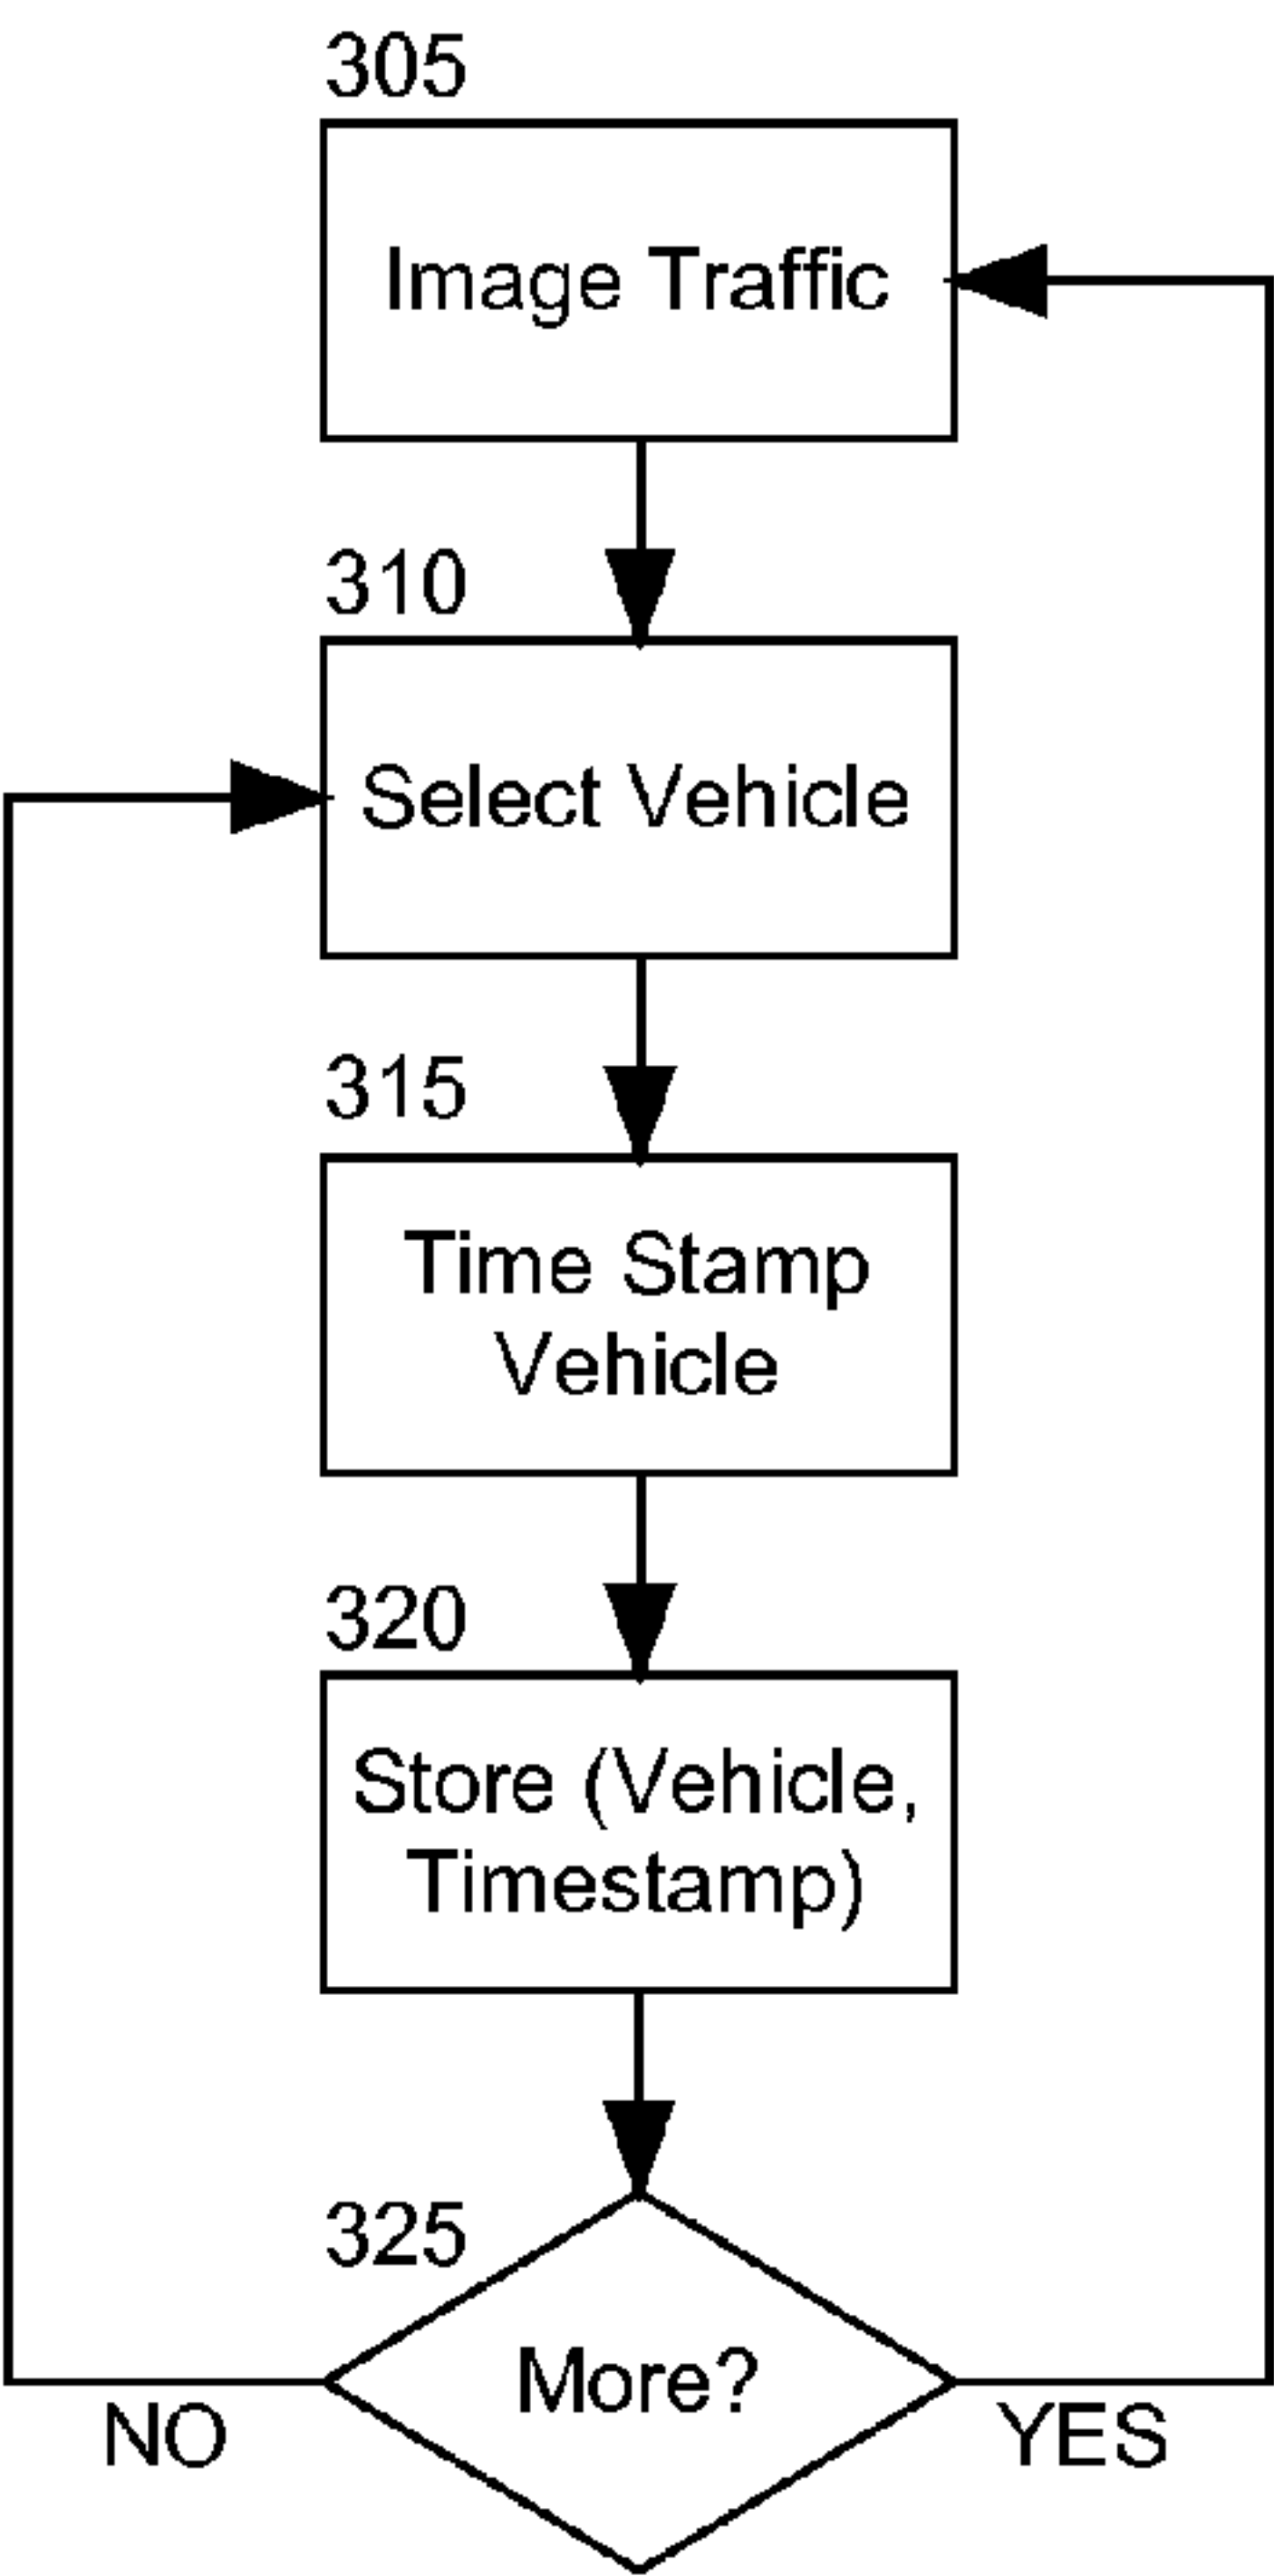 305
Image Traffic
310
Select Vehicle
315
Time Stamp
Vehicle
320
Store (Vehicle,
Timestamp)
325
More?
NO
YES